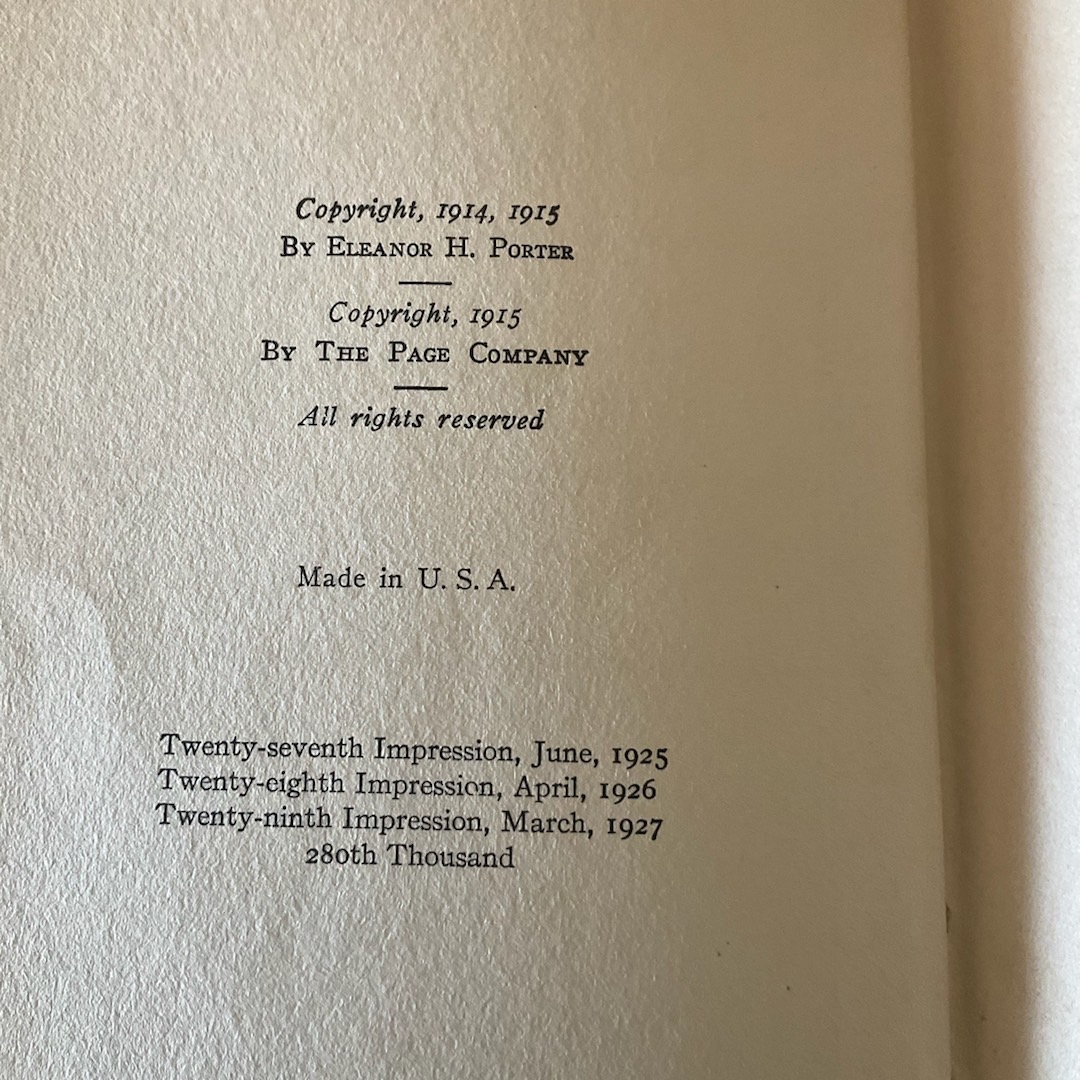 Copyright, 1914, 1915
By Eleanor H. Porter
Copyright, 1915
By The Page Company
All rights reserved
Made in U. S. A.
Twenty-seventh Impression, June, 1925
Twenty-eighth Impression, April, 1926
Twenty-ninth Impression, March, 1927
280th Thousand